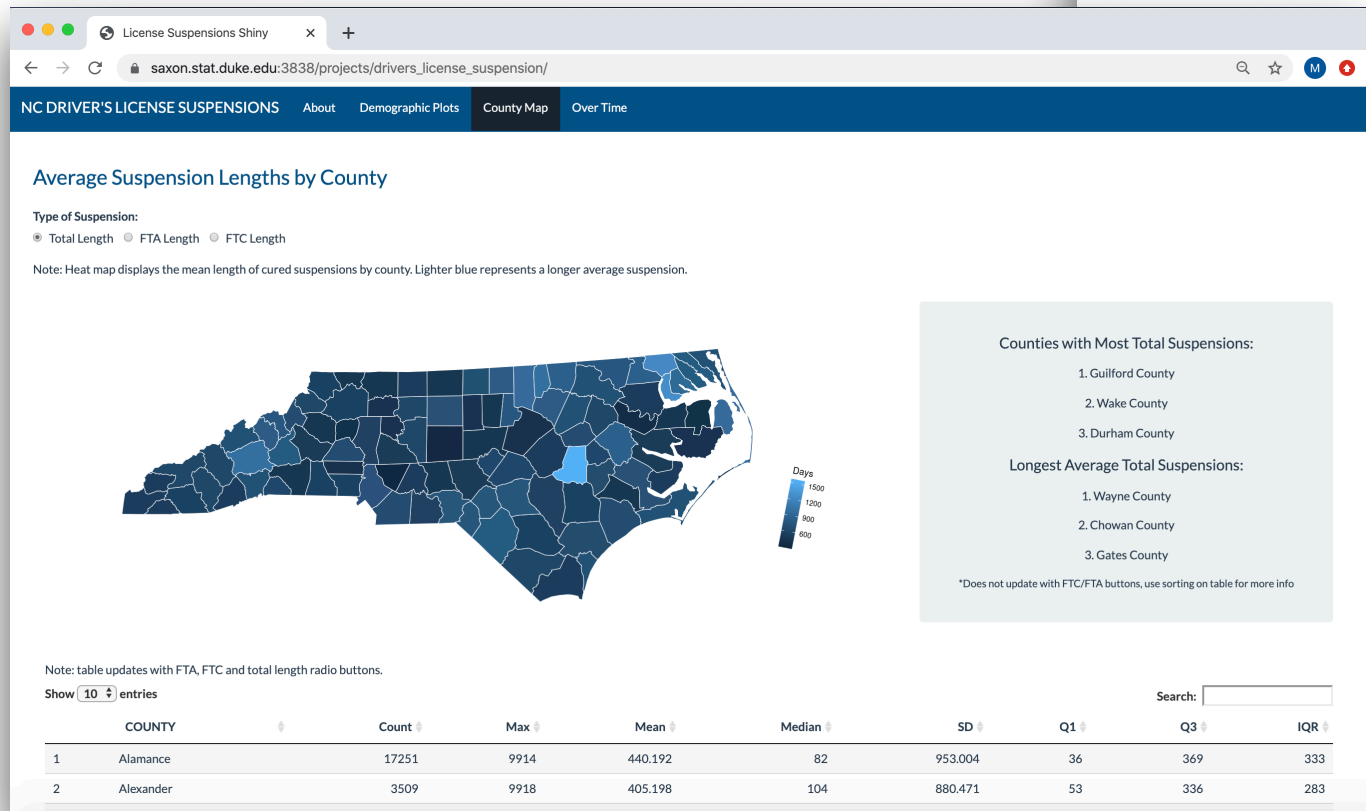 License Suspensions Shiny
saxon.stat.duke.edu:3838/projects/drivers_license_suspension/
M
NC DRIVER'S LICENSE SUSPENSIONS About Demographic Plots County Map Over Time
Average Suspension Lengths by County
Type of Suspension:
Total Length FTA Length FTC Length
Note: Heat map displays the mean length of cured suspensions by county. Lighter blue represents a longer average suspension.
Days
1500
1200
900
600
Counties with Most Total Suspensions:
1. Guilford County
2. Wake County
3. Durham County
Longest Average Total Suspensions:
1. Wayne County
2. Chowan County
3. Gates County
*Does not update with FTC/FTA buttons, use sorting on table for more info
Note: table updates with FTA, FTC and total length radio buttons.
Show 10 entries
Search:
COUNTY Count Max Mean Median SD Q1 Q3 IQR
1 Alamance 17251 9914 440.192 82 953.004 36 369 333
2 Alexander 3509 9918 405.198 104 880.471 53 336 283